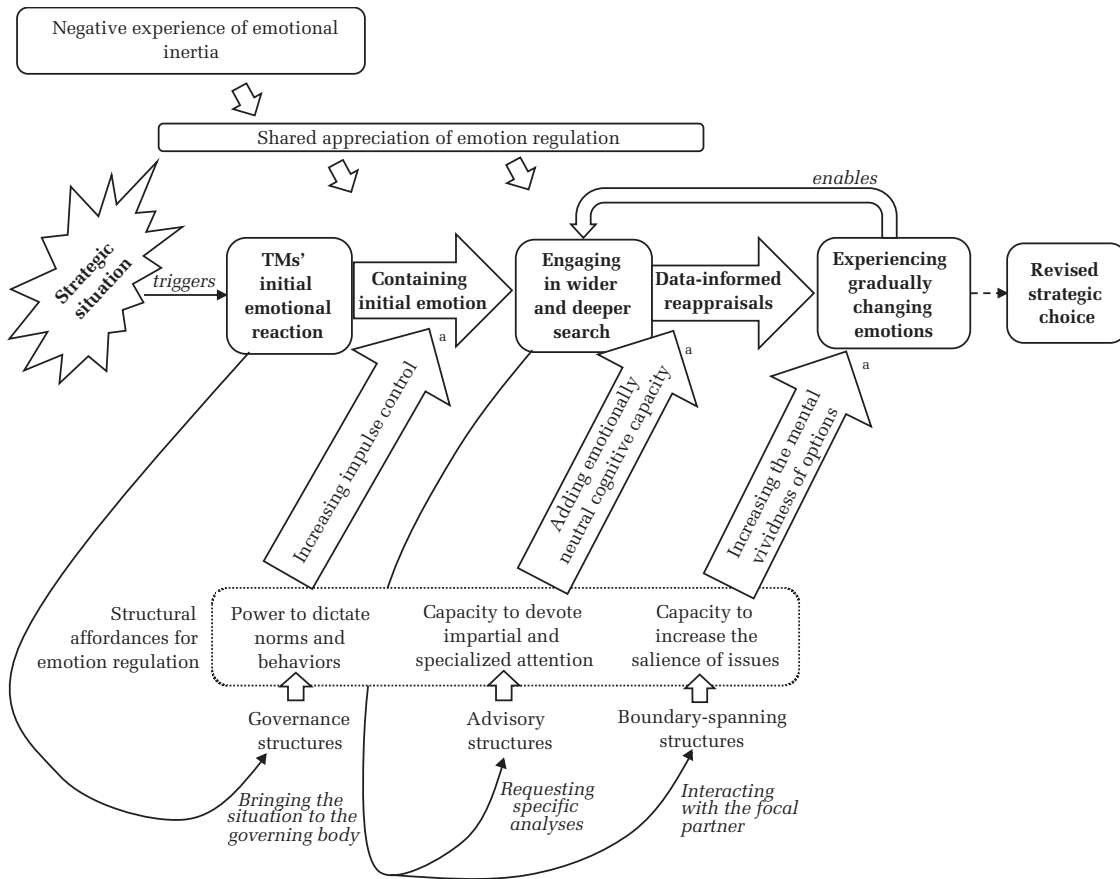 Negative experience of emotional
inertia
Shared appreciation of emotion regulation
enables
Strategic
situation
triggers
TMs'
initial
emotional
reaction
Containing
initial emotion
Engaging
in wider
and deeper
search
Data-informed
reappraisals
Experiencing
gradually
changing
emotions
Revised
strategic
choice
a
a
a
Increasing impulse control
Adding emotionally
neutral cognitive capacity
Increasing the mental
vividness of options
Structural
affordances for
emotion regulation
Power to dictate
norms and
behaviors
Capacity to devote
impartial and
specialized attention
Capacity to
increase the
salience of issues
Governance
structures
Advisory
structures
Boundary-spanning
structures
Bringing the
situation to the
governing body
Requesting
specific
analyses
Interacting
with the focal
partner